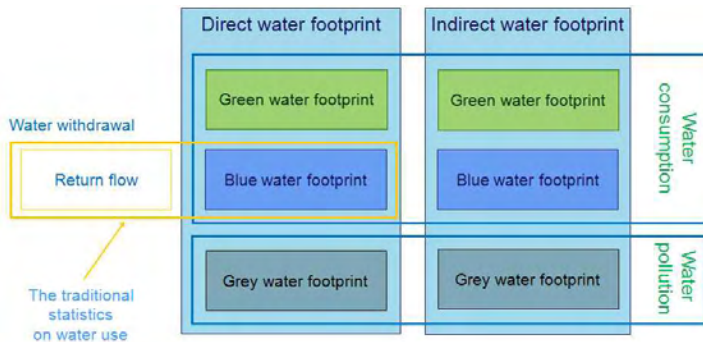 Direct water footprint
Indirect water footprint
Green water footprint
Green water footprint
Water
consumption
Water withdrawal
Return flow
Blue water footprint
Blue water footprint
Grey water footprint
Grey water footprint
Water
pollution
The traditional
statistics
on water use